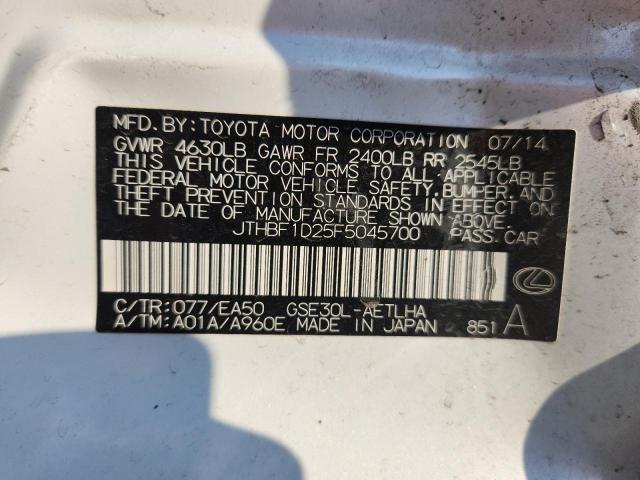 MFD.BY:TOYOTA MOTOR CORPORATION 07/14
GVWR 4630LB GAWR FR 2400LB RR 2545LB
THIS VEHICLE CONFORMS TO ALL APPLICABLE
FEDERAL MOTOR VEHICLE SAFETY,BUMPER, AND
THEFT PREVENTION STANDARDS IN EFFECT ON
THE DATE OF MANUFACTURE SHOWN ABOVE.
JTHBF1D25F5045700 PASS.CAR
C/TR:077/EA50 GSE30L-AETLHA
A/TM:A01A/A960E MADE IN JAPAN 851 A